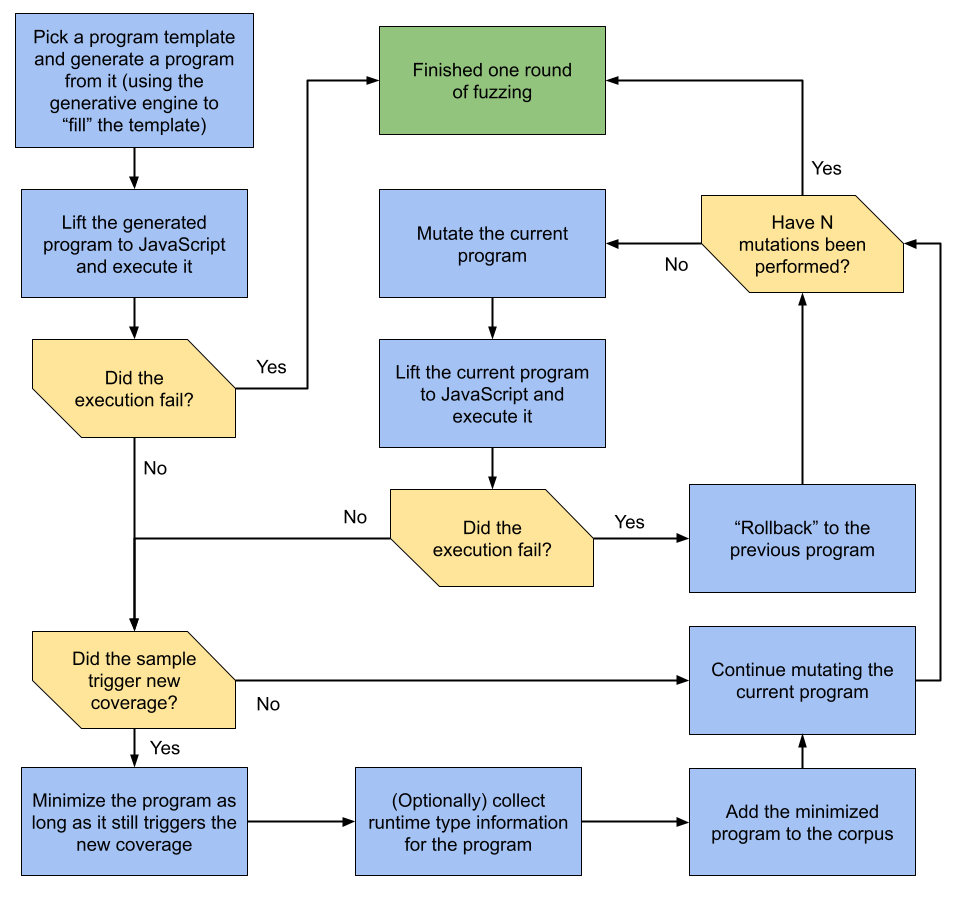 Pick a program template
and generate a program
from it (using the
generative engine to
“fill” the template)
Finished one round
of fuzzing
Yes
Lift the generated
program to JavaScript
and execute it
Mutate the current
program
No
Have N
mutations been
performed?
Did the
execution fail?
Yes
Lift the current program
to JavaScript and
execute it
No
No
Did the
execution fail?
Yes
“Rollback” to the
previous program
Did the sample
trigger new
coverage?
No
Continue mutating the
current program
Yes
Minimize the program as
long as it still triggers the
new coverage
(Optionally) collect
runtime type information
for the program
Add the minimized
program to the corpus